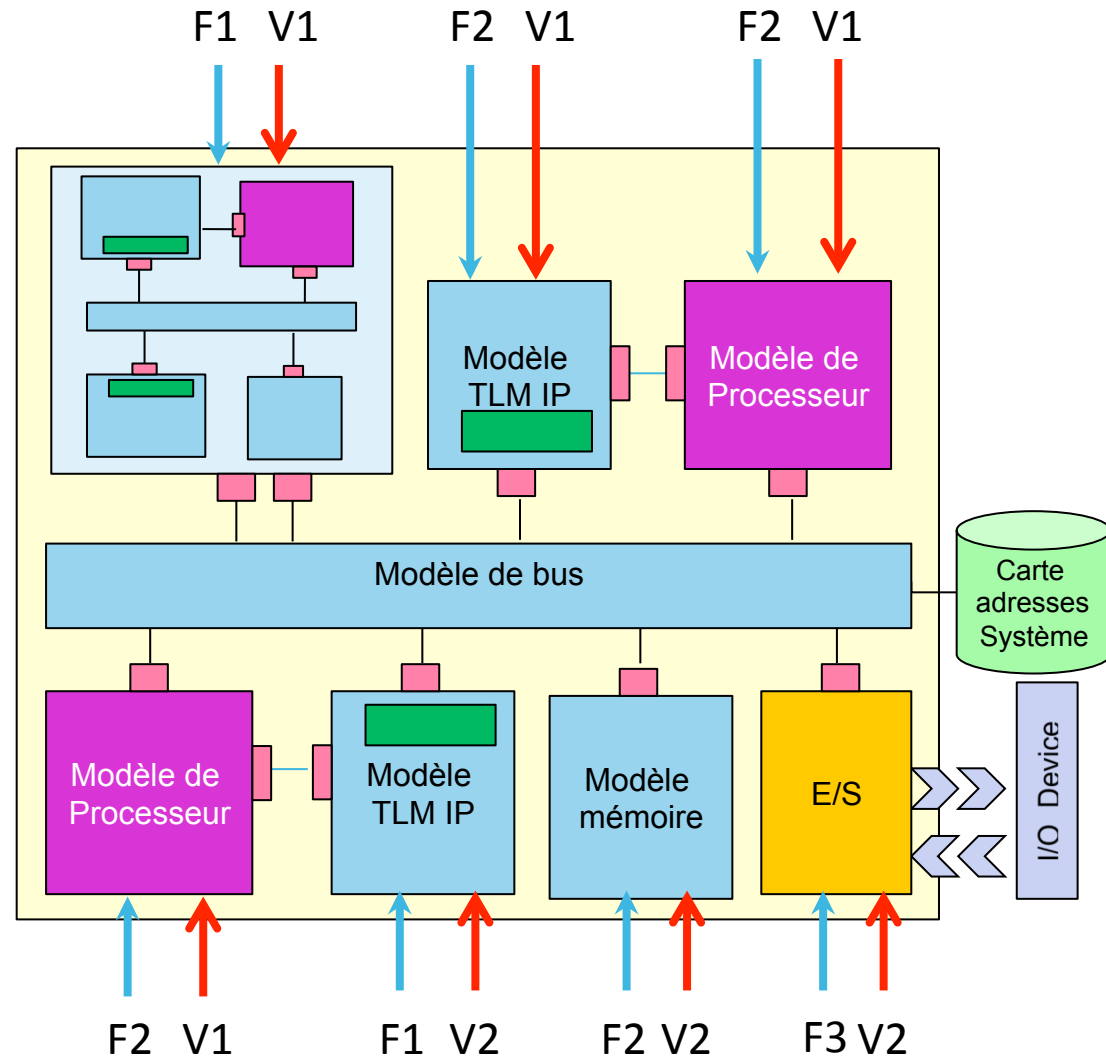 F1 V1 F2 V1 F2 V1
Modèle
TLM IP
Modèle de
Processeur
Modèle de bus
Carte
adresses
Système
Modèle de
Processeur
Modèle
TLM IP
Modèle
mémoire
E/S
I/O Device
F2 V1 F1 V2 F2 V2 F3 V2